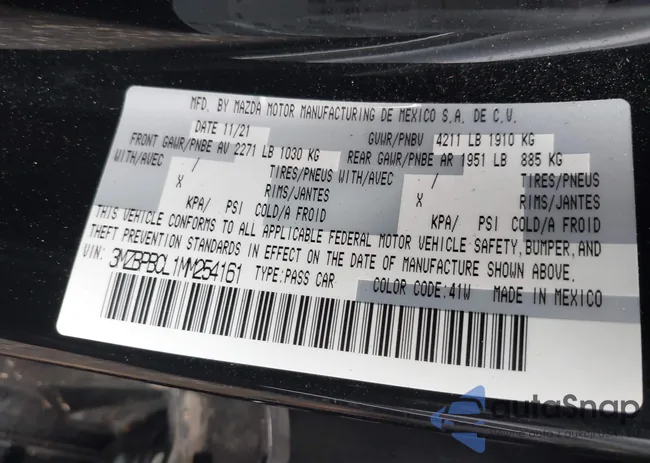 MFD. BY MAZDA MOTOR MANUFACTURING DE MEXICO S.A. DE C.V.
DATE 11/21 GVWR/PNBV 4211 LB 1910 KG
FRONT GAWR/PNBE AV 2271 LB 1030 KG REAR GAWR/PNBE AR 1951 LB 885 KG
WITH/AVEC / TIRES/PNEUS WITH/AVEC / TIRES/PNEUS
X RIMS/JANTES X RIMS/JANTES
KPA/ PSI COLD/A FROID KPA/ PSI COLD/A FROID
THIS VEHICLE CONFORMS TO ALL APPLICABLE FEDERAL MOTOR VEHICLE SAFETY, BUMPER, AND
THEFT PREVENTION STANDARDS IN EFFECT ON THE DATE OF MANUFACTURE SHOWN ABOVE.
VIN: 3MZBPBCL1MM254161 TYPE:PASS CAR
COLOR CODE:41W MADE IN MEXICO
autaSnap